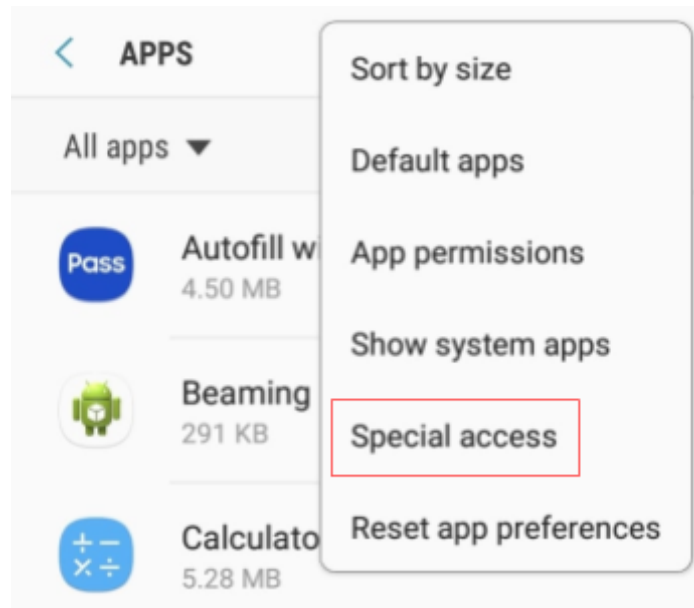 APPS
All apps
Pass
Autofill w
4.50 MB
Beaming
291 KB
Calculato
5.28 MB
Sort by size
Default apps
App permissions
Show system apps
Special access
Reset app preferences